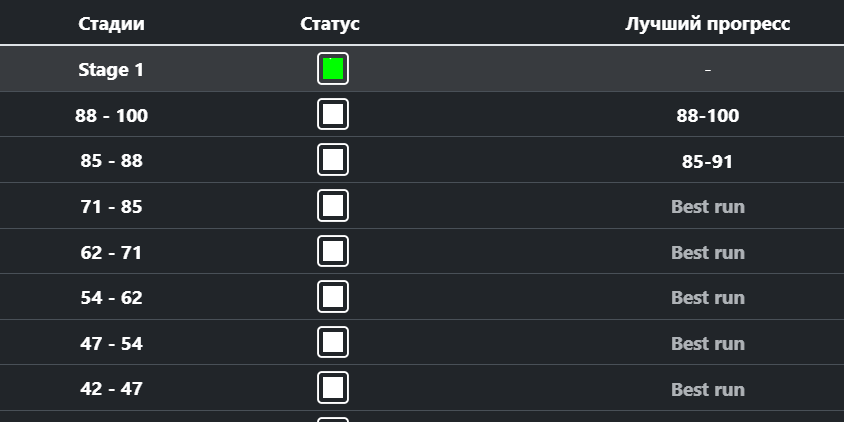 Стадии Статус Лучший прогресс
Stage 1 -
88 - 100 88-100
85 - 88 85-91
71 - 85 Best run
62 - 71 Best run
54 - 62 Best run
47 - 54 Best run
42 - 47 Best run